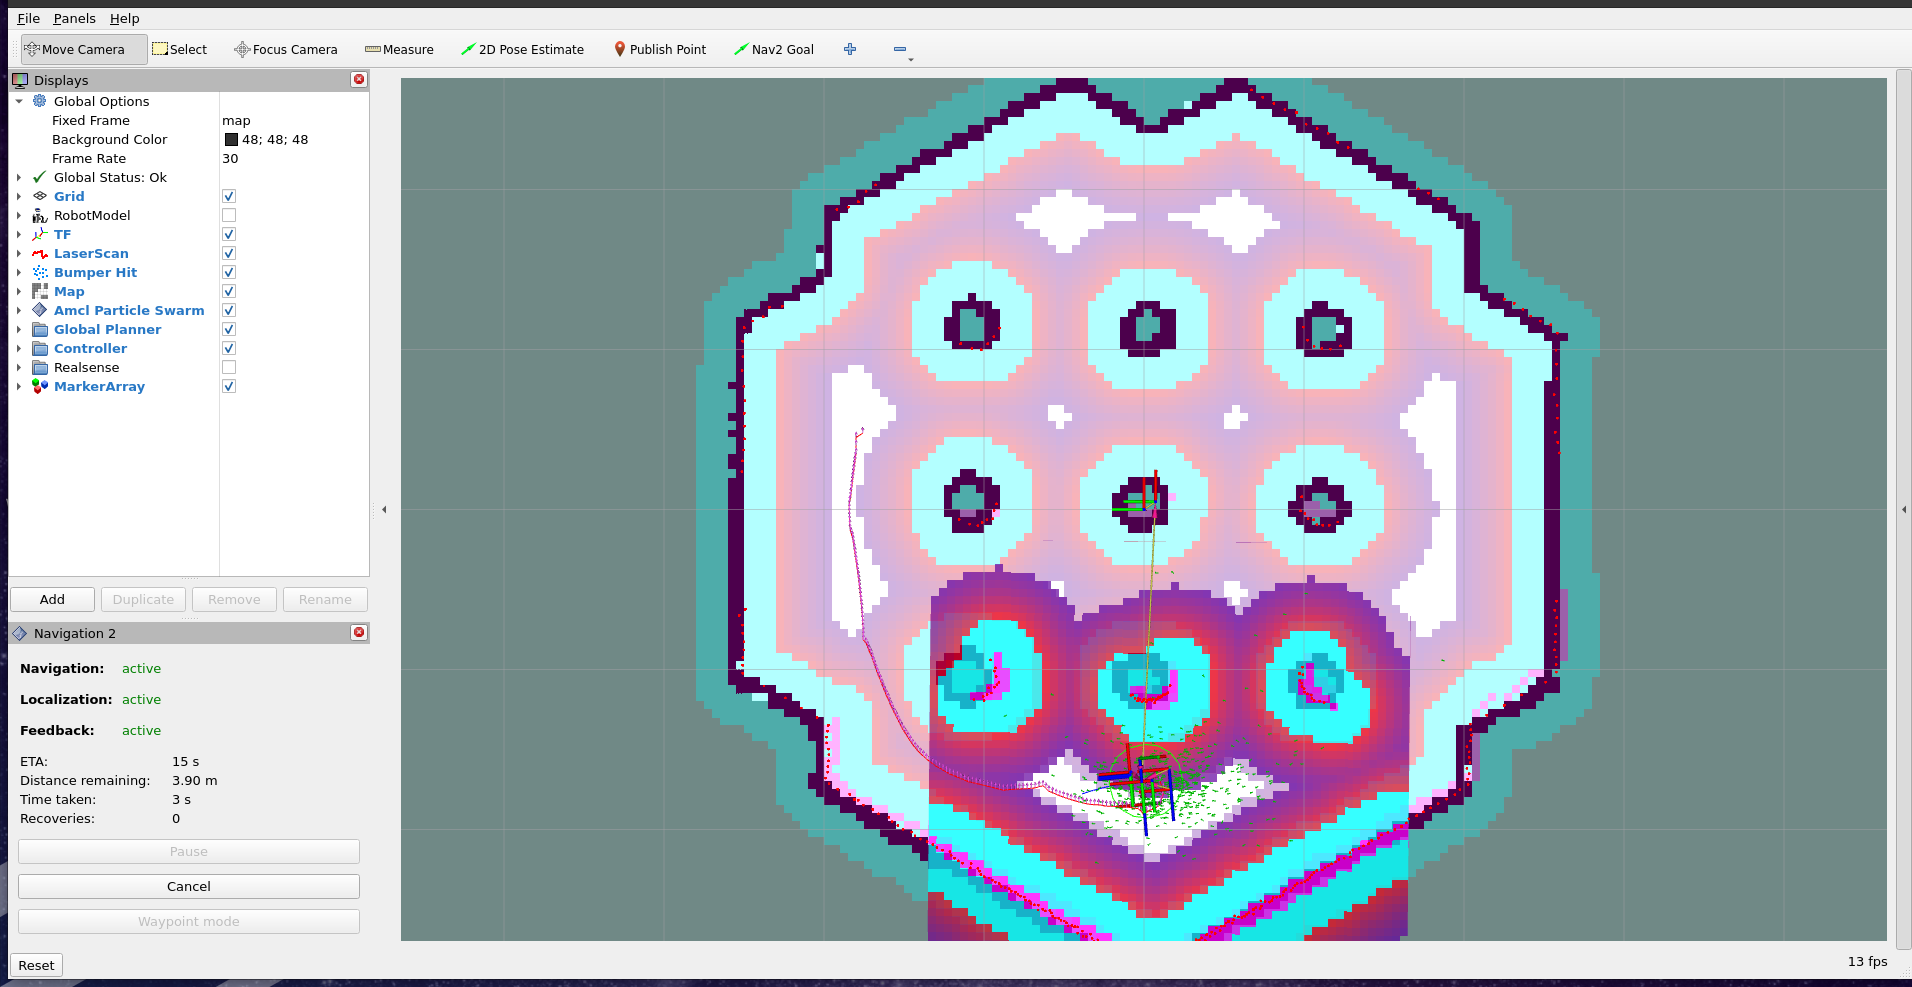 File Panels Help
Move Camera Select Focus Camera Measure 2D Pose Estimate Publish Point Nav2 Goal
Displays
Global Options
Fixed Frame map
Background Color 48; 48; 48
Frame Rate 30
Global Status: Ok
Grid
RobotModel
TF
LaserScan
Bumper Hit
Map
Amcl Particle Swarm
Global Planner
Controller
Realsense
MarkerArray
Add Duplicate Remove Rename
Navigation 2
Navigation: active
Localization: active
Feedback: active
ETA: 15 s
Distance remaining: 3.90 m
Time taken: 3 s
Recoveries: 0
Pause
Cancel
Waypoint mode
Reset
13 fps